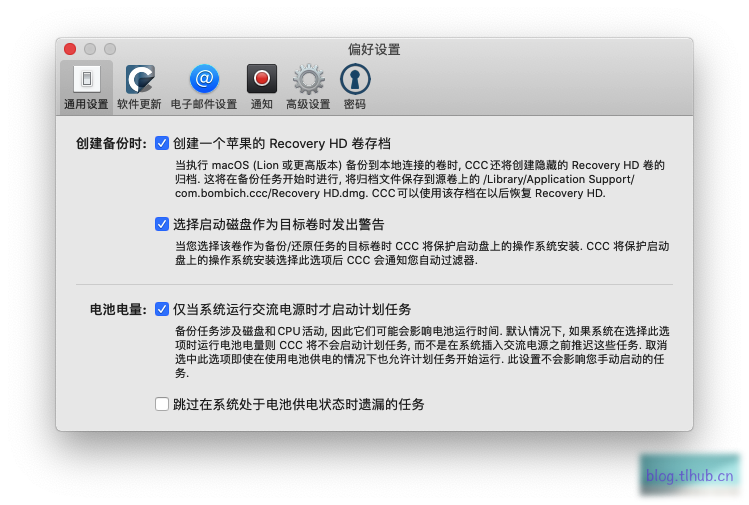 偏好设置
通用设置 软件更新 电子邮件设置 通知 高级设置 密码
创建备份时: 创建一个苹果的 Recovery HD 卷存档
当执行 macOS (Lion 或更高版本) 备份到本地连接的卷时, CCC 还将创建隐藏的 Recovery HD 卷的
归档. 这将在备份任务开始时进行, 将归档文件保存到源卷上的 /Library/Application Support/
com.bombich.ccc/Recovery HD.dmg. CCC 可以使用该存档在以后恢复 Recovery HD.
选择启动磁盘作为目标卷时发出警告
当您选择该卷作为备份/还原任务的目标卷时 CCC 将保护启动盘上的操作系统安装. CCC 将保护启动
盘上的操作系统安装选择此选项后 CCC 会通知您自动过滤器.
电池电量: 仅当系统运行交流电源时才启动计划任务
备份任务涉及磁盘和CPU活动, 因此它们可能会影响电池运行时间. 默认情况下, 如果系统在选择此选
项时运行电池电量则 CCC 将不会启动计划任务, 而不是在系统插入交流电源之前推迟这些任务. 取消
选中此选项即使在使用电池供电的情况下也允许计划任务开始运行. 此设置不会影响您手动启动的任
务.
跳过在系统处于电池供电状态时遗漏的任务
blog.tlhub.cn